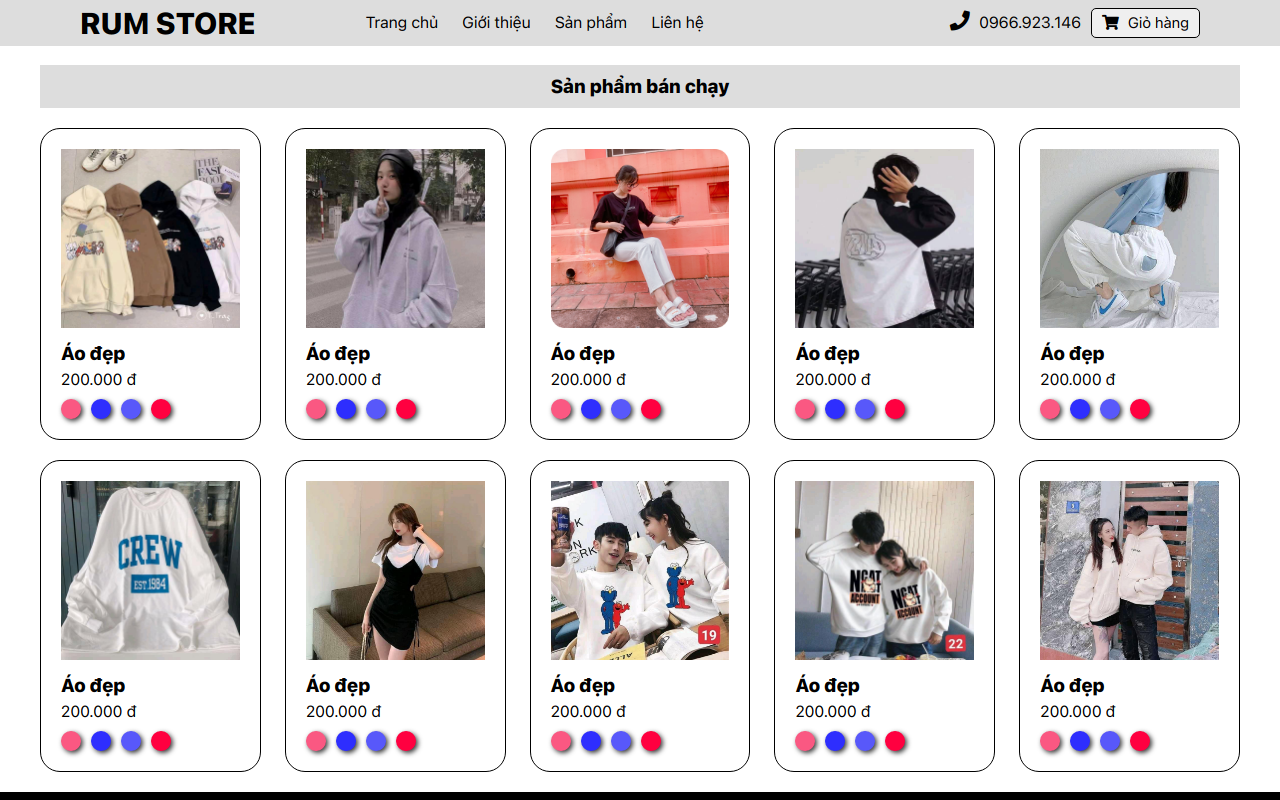 RUM STORE
Trang chủ Giới thiệu Sản phẩm Liên hệ
0966.923.146 Giỏ hàng
Sản phẩm bán chạy
THE
Áo đẹp
200.000 đ
Áo đẹp
200.000 đ
Áo đẹp
200.000 đ
Áo đẹp
200.000 đ
Áo đẹp
200.000 đ
CREW
EST.1984
Áo đẹp
200.000 đ
Áo đẹp
200.000 đ
19
Áo đẹp
200.000 đ
ACCOUNT
ACCOUNT
22
Áo đẹp
200.000 đ
Áo đẹp
200.000 đ